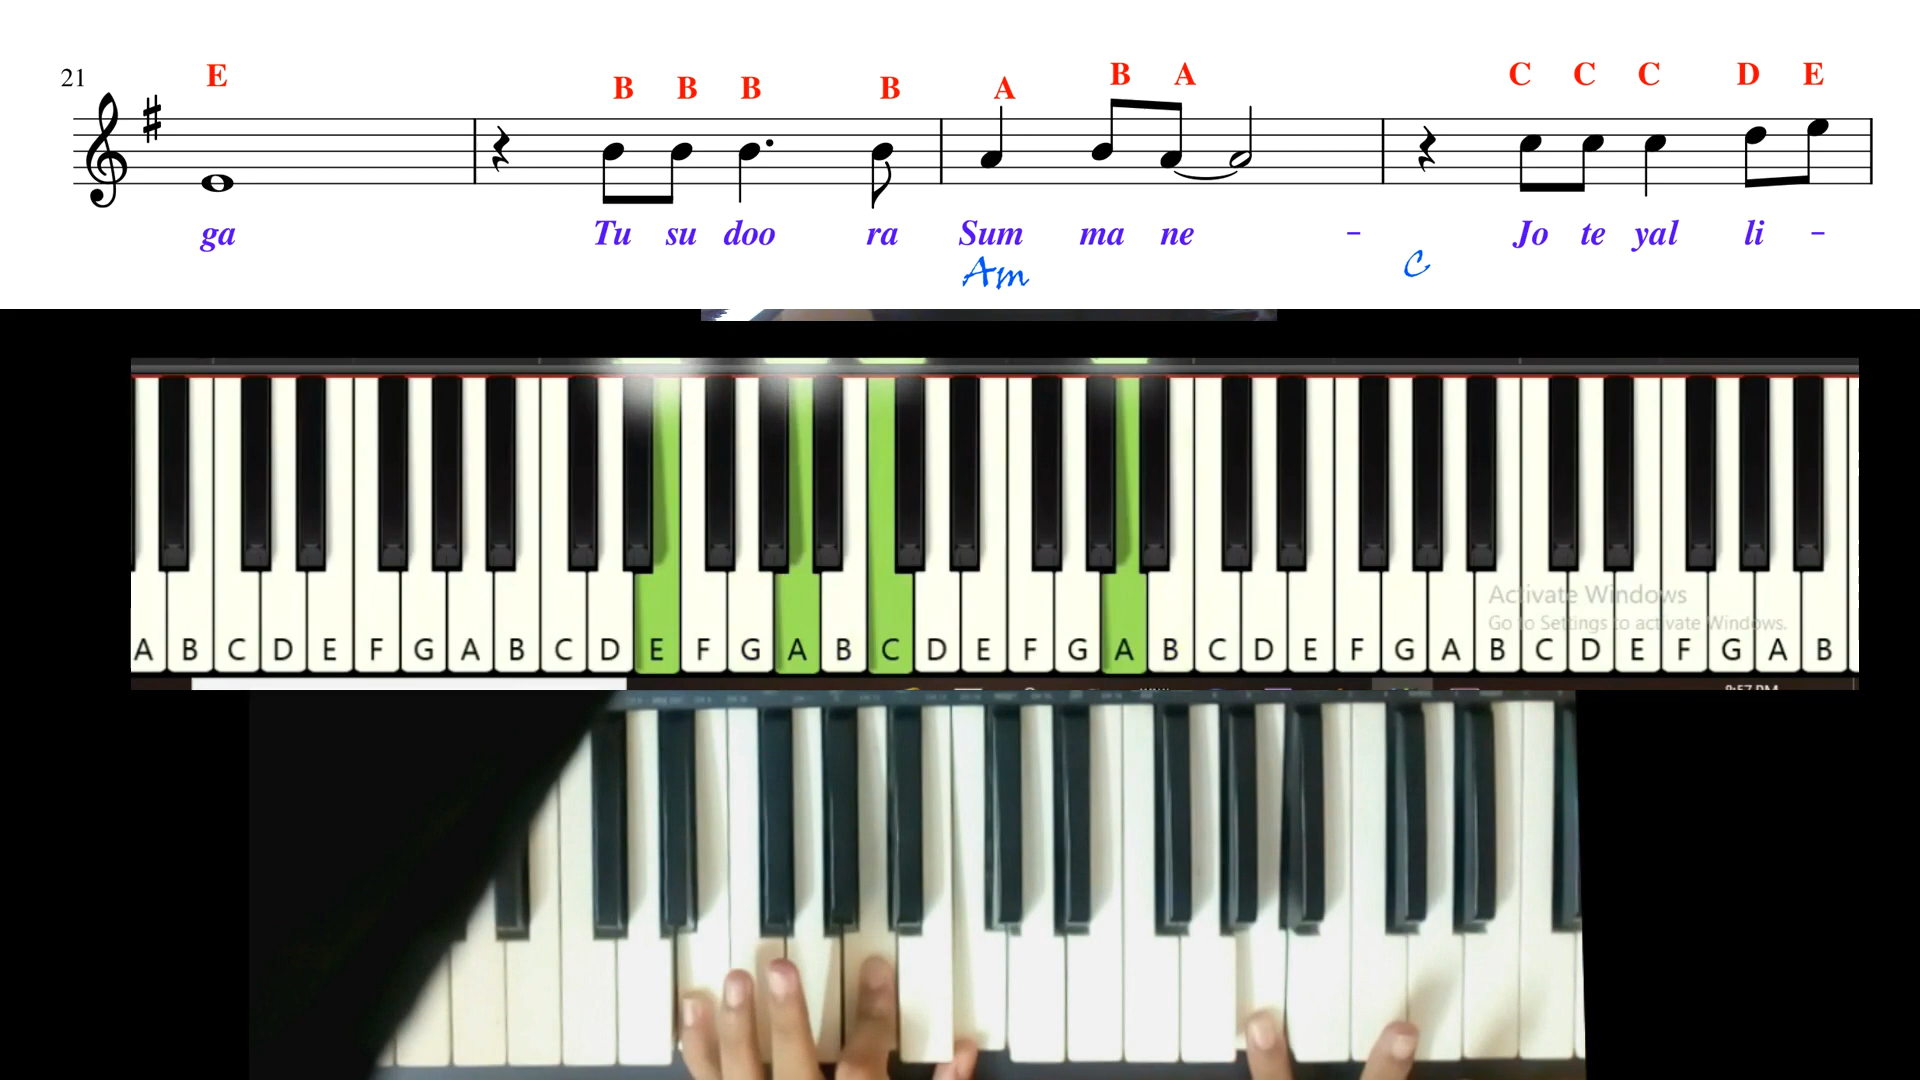 21 E B B B B A B A C C C D E
ga Tu su doo ra Sum ma ne - Jo te yal li -
Am C
Activate Windows
Go to Settings to activate Windows.
A B C D E F G A B C D E F G A B C D E F G A B C D E F G A B C D E F G A B